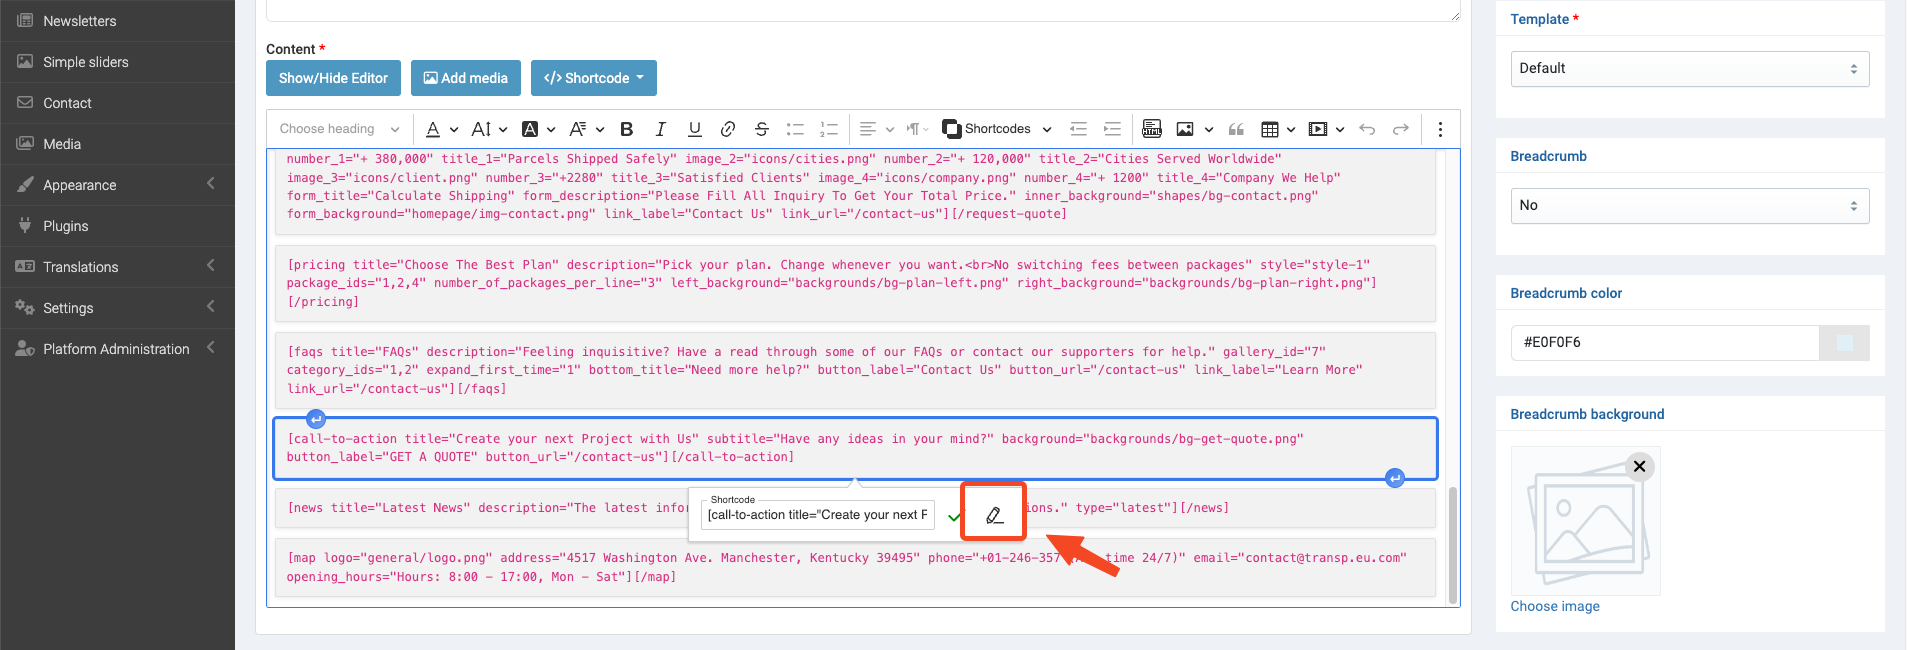 Newsletters
Simple sliders
Contact
Media
Appearance
Plugins
Translations
Settings
Platform Administration
Content *
Show/Hide Editor
Add media
</> Shortcode
Choose heading
Shortcodes
HTML
number_1="+ 380,000" title_1="Parcels Shipped Safely" image_2="icons/cities.png" number_2="+ 120,000" title_2="Cities Served Worldwide"
image_3="icons/client.png" number_3="+2280" title_3="Satisfied Clients" image_4="icons/company.png" number_4="+ 1200" title_4="Company We Help"
form_title="Calculate Shipping" form_description="Please Fill All Inquiry To Get Your Total Price." inner_background="shapes/bg-contact.png"
form_background="homepage/img-contact.png" link_label="Contact Us" link_url="/contact-us"][/request-quote]
[pricing title="Choose The Best Plan" description="Pick your plan. Change whenever you want.<br>No switching fees between packages" style="style-1"
package_ids="1,2,4" number_of_packages_per_line="3" left_background="backgrounds/bg-plan-left.png" right_background="backgrounds/bg-plan-right.png"]
[/pricing]
[faqs title="FAQs" description="Feeling inquisitive? Have a read through some of our FAQs or contact our supporters for help." gallery_id="7"
category_ids="1,2" expand_first_time="1" bottom_title="Need more help?" button_label="Contact Us" button_url="/contact-us" link_label="Learn More"
link_url="/contact-us"][/faqs]
[call-to-action title="Create your next Project with Us" subtitle="Have any ideas in your mind?" background="backgrounds/bg-get-quote.png"
button_label="GET A QUOTE" button_url="/contact-us"][/call-to-action]
[news title="Latest News" description="The latest infor
ions." type="latest"][/news]
Shortcode
[call-to-action title="Create your next F
[map logo="general/logo.png" address="4517 Washington Ave. Manchester, Kentucky 39495" phone="+01-246-357 time 24/7)" email="contact@transp.eu.com"
opening_hours="Hours: 8:00 - 17:00, Mon - Sat"][/map]
Template *
Default
Breadcrumb
No
Breadcrumb color
#E0F0F6
Breadcrumb background
Choose image